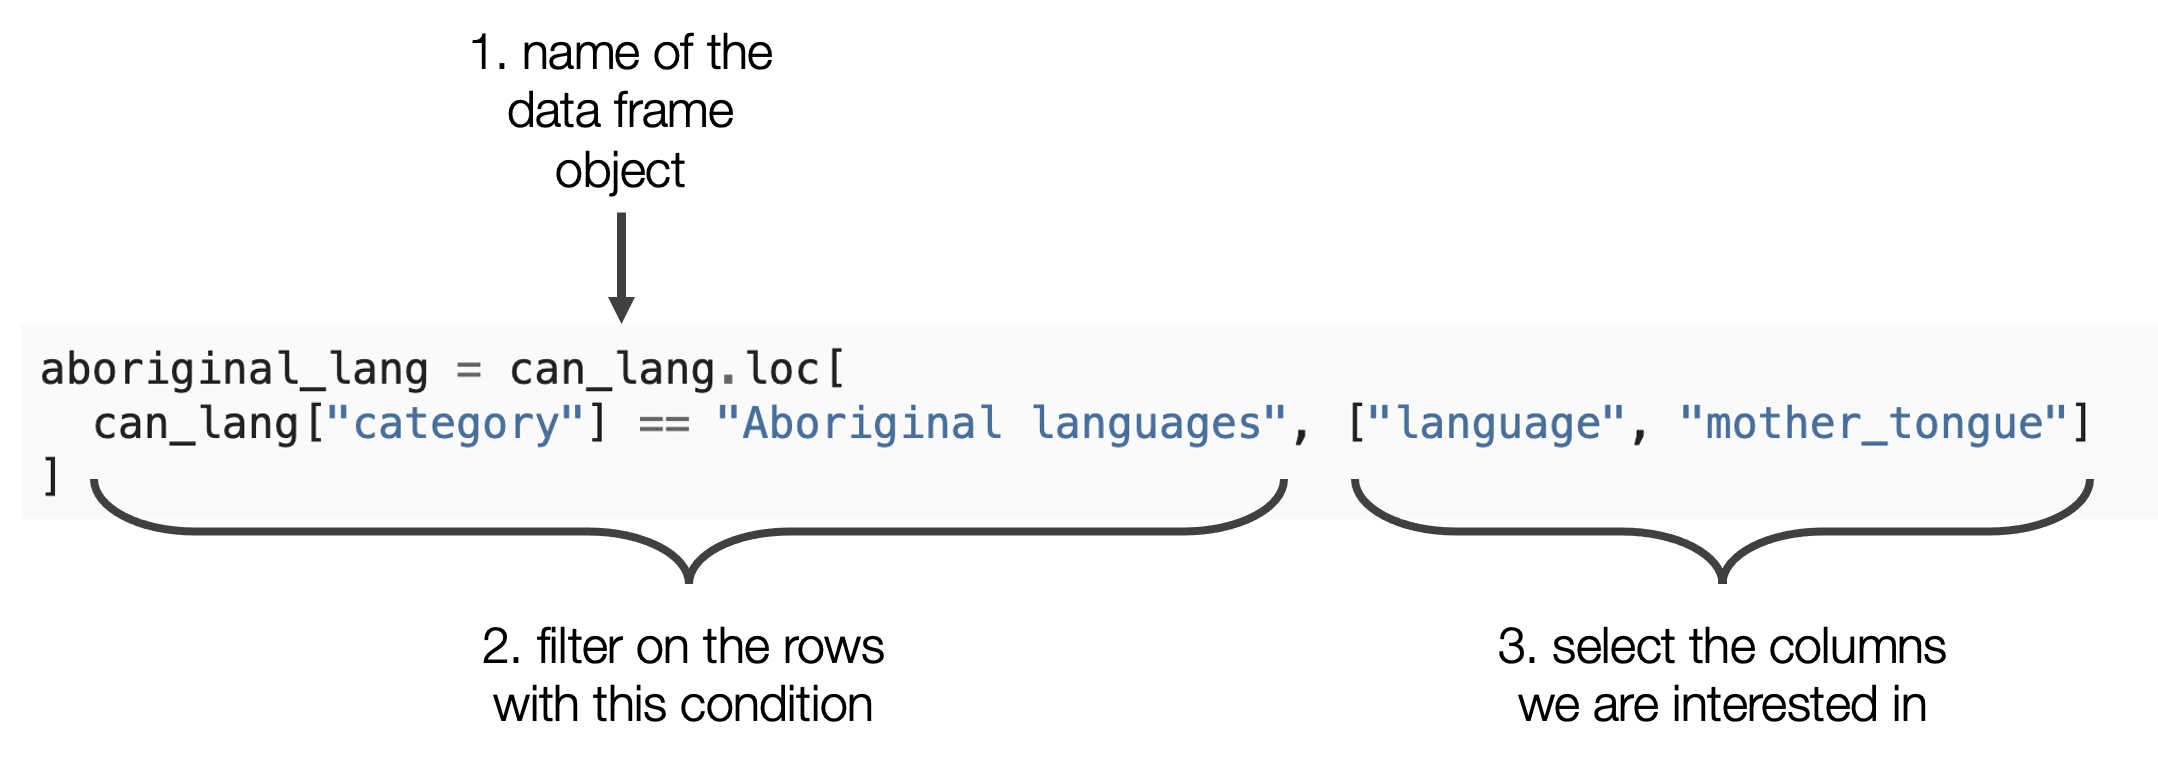 1. name of the
data frame
object
aboriginal_lang = can_lang.loc[
  can_lang["category"] == "Aboriginal languages", ["language", "mother_tongue"]
]
2. filter on the rows
with this condition
3. select the columns
we are interested in